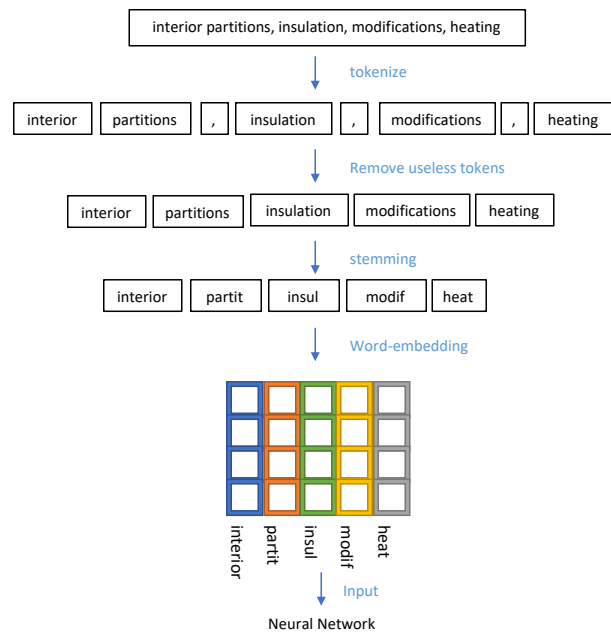 interior partitions, insulation, modifications, heating
tokenize
interior partitions , insulation , modifications , heating
Remove useless tokens
interior partitions insulation modifications heating
stemming
interior partit insul modif heat
Word-embedding
interior partit insul modif heat
Input
Neural Network